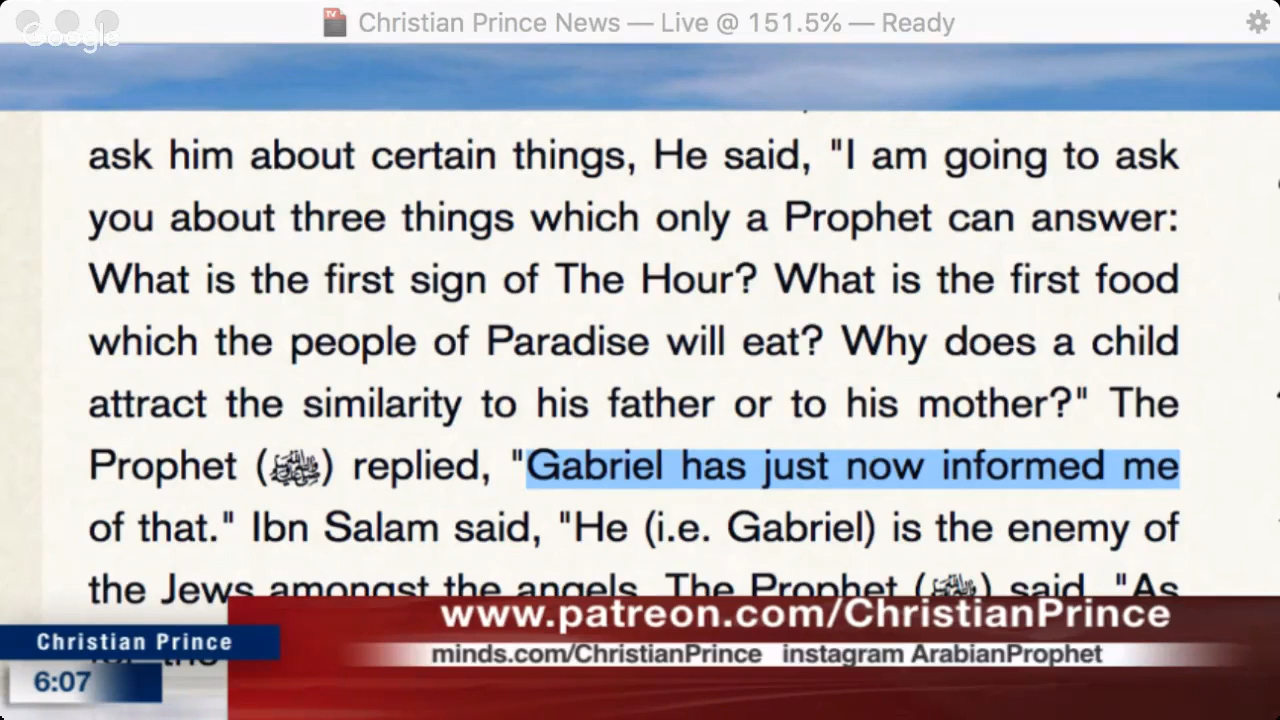 Christian Prince News — Live @ 151.5% — Ready
Google
ask him about certain things, He said, "I am going to ask
you about three things which only a Prophet can answer:
What is the first sign of The Hour? What is the first food
which the people of Paradise will eat? Why does a child
attract the similarity to his father or to his mother?" The
Prophet (ﷺ) replied, "Gabriel has just now informed me
of that." Ibn Salam said, "He (i.e. Gabriel) is the enemy of
the Jews amongst the angels. The Prophet (ﷺ) said, "As
www.patreon.com/ChristianPrince
Christian Prince
minds.com/ChristianPrince instagram ArabianProphet
6:07